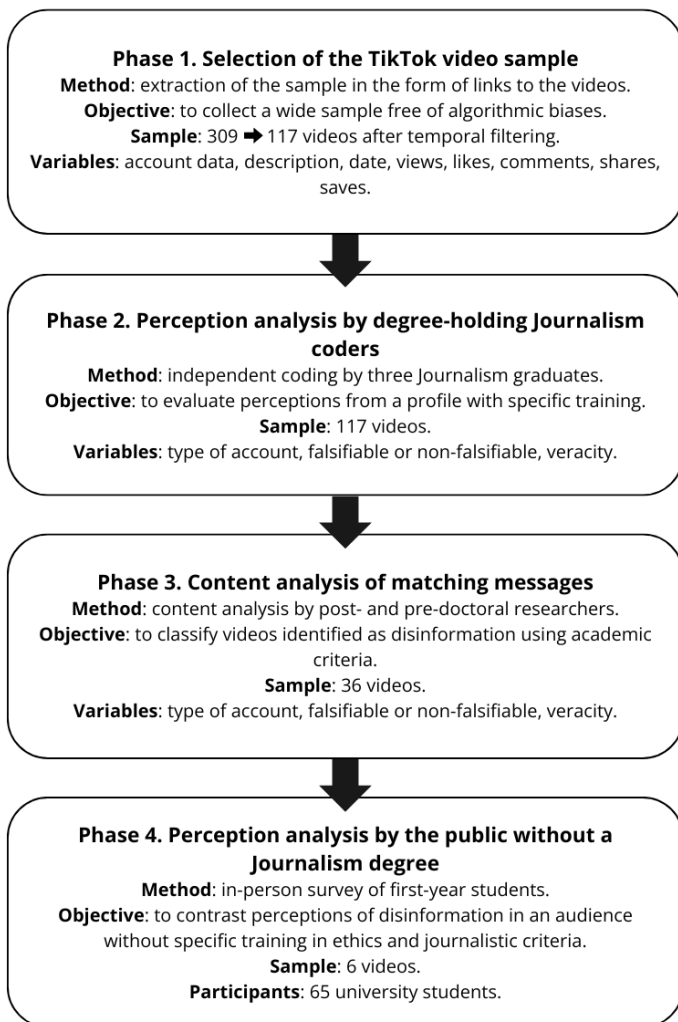 Phase 1. Selection of the TikTok video sample
Method: extraction of the sample in the form of links to the videos.
Objective: to collect a wide sample free of algorithmic biases.
Sample: 309 ➡ 117 videos after temporal filtering.
Variables: account data, description, date, views, likes, comments, shares,
saves.
Phase 2. Perception analysis by degree-holding Journalism
coders
Method: independent coding by three Journalism graduates.
Objective: to evaluate perceptions from a profile with specific training.
Sample: 117 videos.
Variables: type of account, falsifiable or non-falsifiable, veracity.
Phase 3. Content analysis of matching messages
Method: content analysis by post- and pre-doctoral researchers.
Objective: to classify videos identified as disinformation using academic
criteria.
Sample: 36 videos.
Variables: type of account, falsifiable or non-falsifiable, veracity.
Phase 4. Perception analysis by the public without a
Journalism degree
Method: in-person survey of first-year students.
Objective: to contrast perceptions of disinformation in an audience
without specific training in ethics and journalistic criteria.
Sample: 6 videos.
Participants: 65 university students.